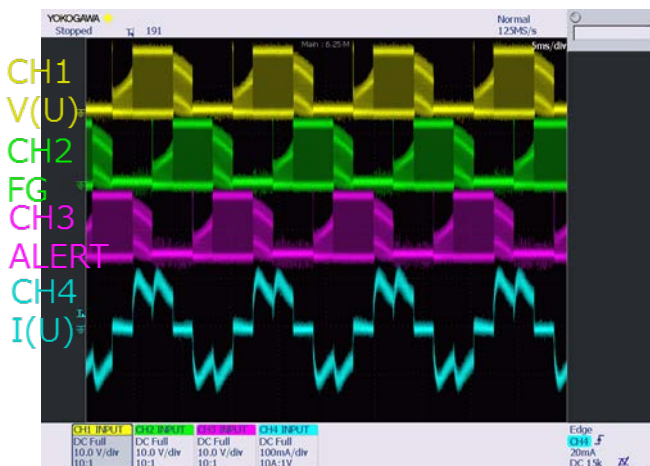 YOKOGAWA
Stopped 191
Normal
125MS/s
Main : 6.25 M
5ms/div
CH1
V(U)
CH2
FG
CH3
ALERT
CH4
I(U)
CH1 INPUT
DC Full
10.0 V/div
10:1
CH2 INPUT
DC Full
10.0 V/div
10:1
CH3 INPUT
DC Full
10.0 V/div
10:1
CH4 INPUT
DC Full
100mA/div
10A:1V
Edge
CH4
20mA
DC 15k